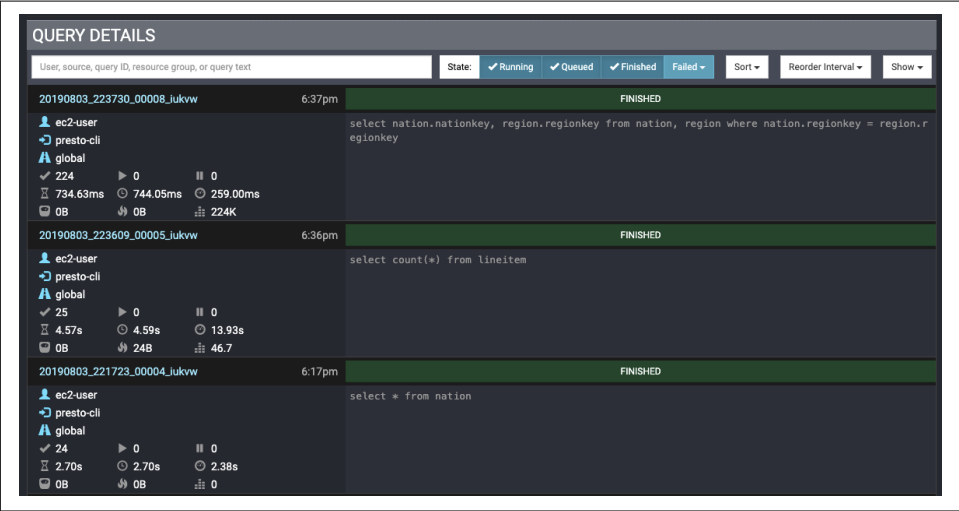 QUERY DETAILS
User, source, query ID, resource group, or query text
State: Running Queued Finished Failed Sort Reorder Interval Show
20190803_223730_00008_iukvw 6:37pm FINISHED
ec2-user
presto-cli
global
224 0 0
734.63ms 744.05ms 259.00ms
0B 0B 224K
select nation.nationkey, region.regionkey from nation, region where nation.regionkey = region.r
egionkey
20190803_223609_00005_iukvw 6:36pm FINISHED
ec2-user
presto-cli
global
25 0 0
4.57s 4.59s 13.93s
0B 24B 46.7
select count(*) from lineitem
20190803_221723_00004_iukvw 6:17pm FINISHED
ec2-user
presto-cli
global
24 0 0
2.70s 2.70s 2.38s
0B 0B 0
select * from nation